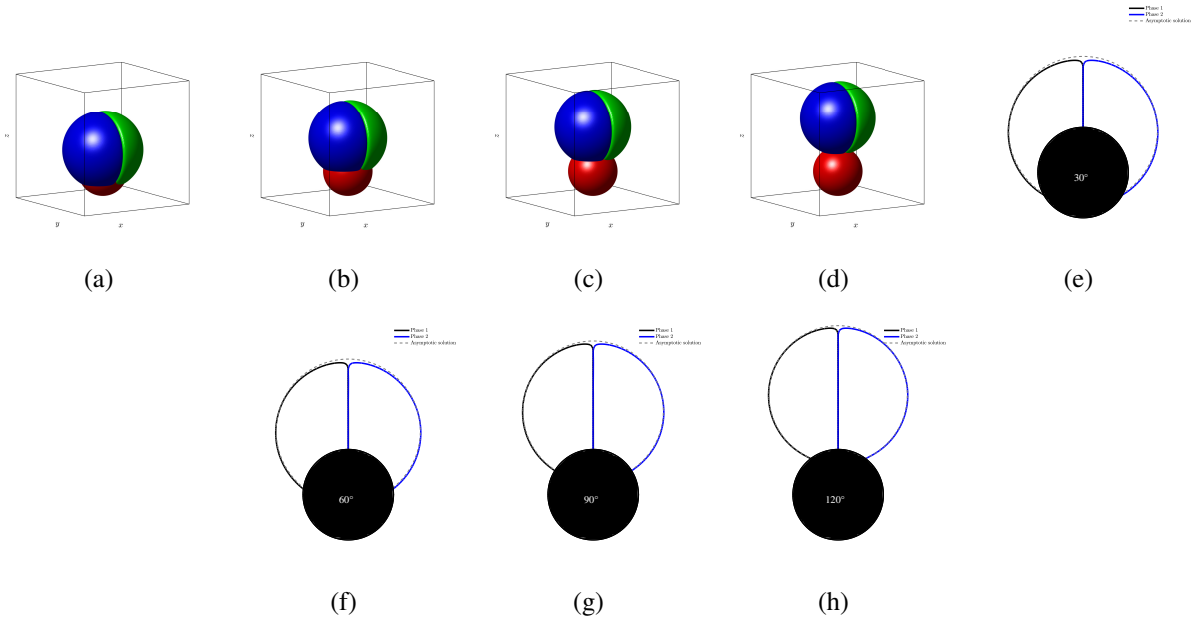 Phase 1
Phase 2
Asymptotic solution
z
y
x
z
y
x
z
y
x
z
y
x
30°
(a)
(b)
(c)
(d)
(e)
Phase 1
Phase 2
Asymptotic solution
Phase 1
Phase 2
Asymptotic solution
Phase 1
Phase 2
Asymptotic solution
60°
90°
120°
(f)
(g)
(h)